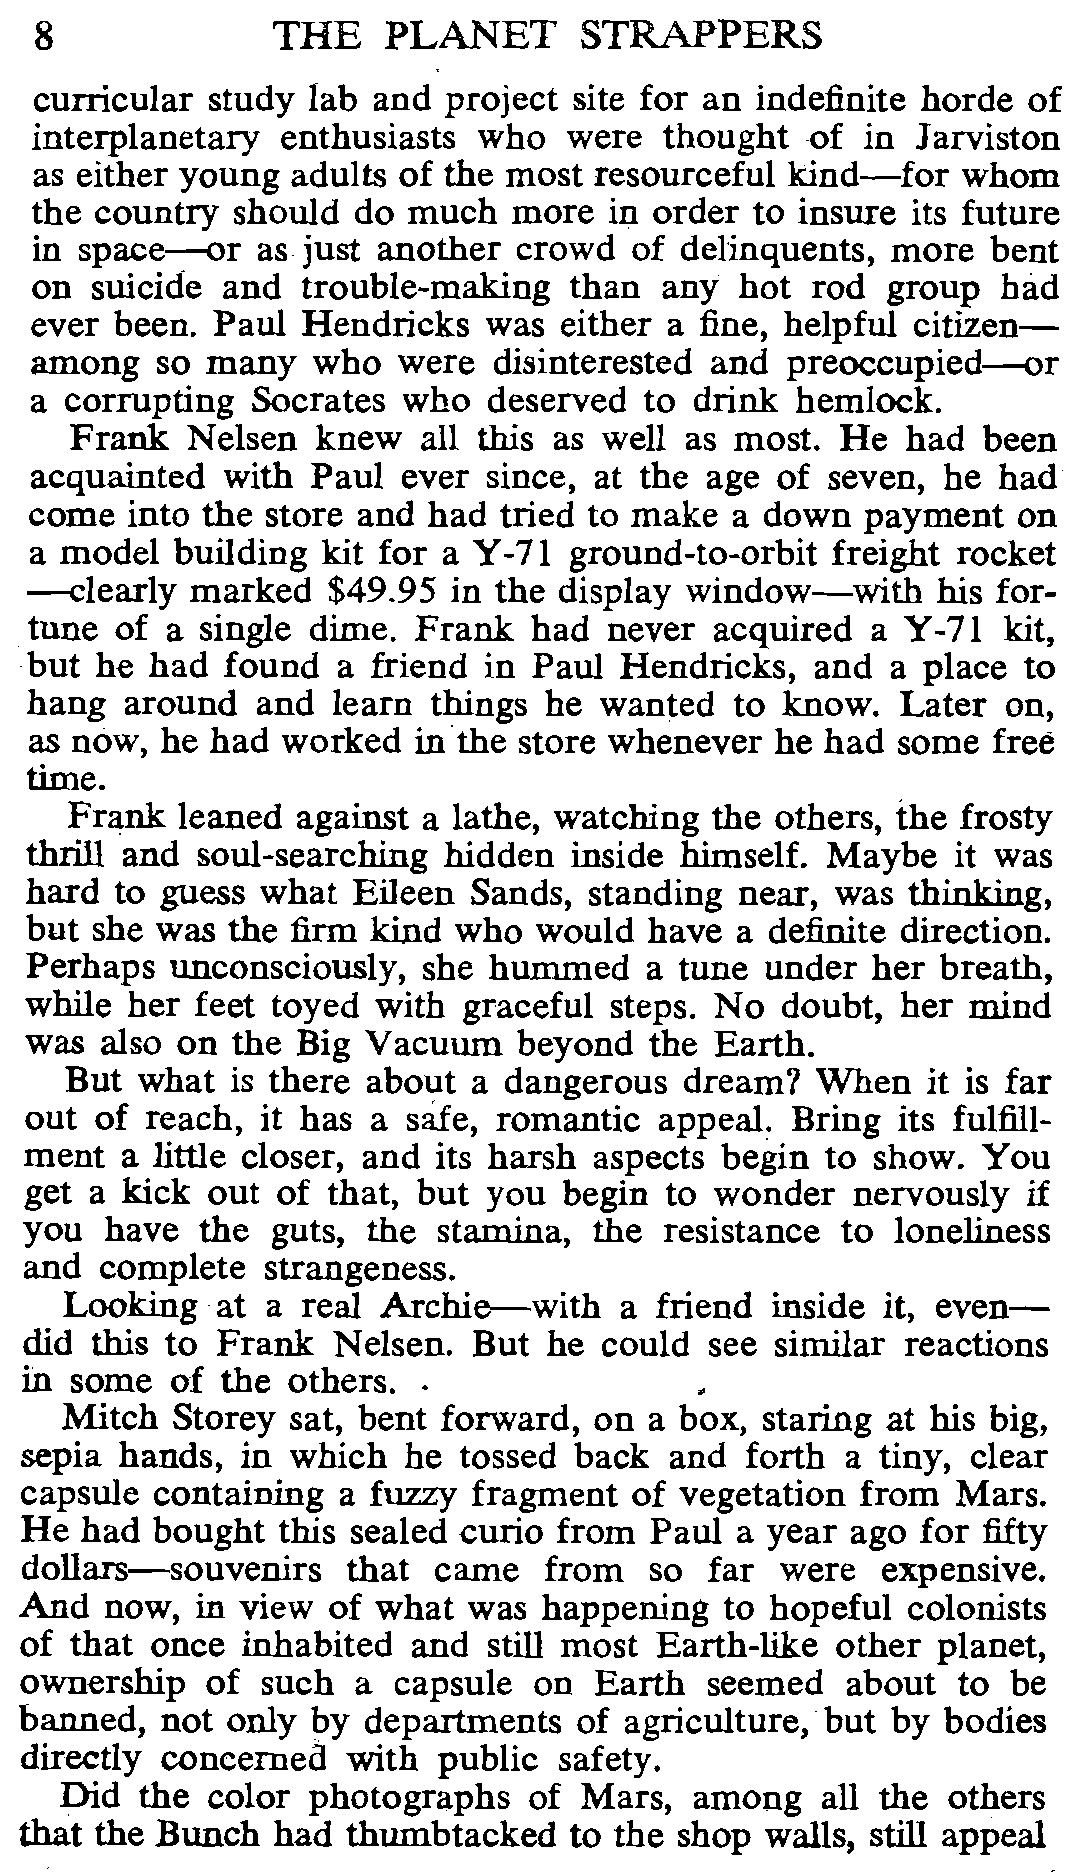 8 THE PLANET STRAPPERS
curricular study lab and project site for an indefinite horde of
interplanetary enthusiasts who were thought of in Jarviston
as either young adults of the most resourceful kind—for whom
the country should do much more in order to insure its future
in space—or as just another crowd of delinquents, more bent
on suicide and trouble-making than any hot rod group had
ever been. Paul Hendricks was either a fine, helpful citizen—
among so many who were disinterested and preoccupied—or
a corrupting Socrates who deserved to drink hemlock.
Frank Nelsen knew all this as well as most. He had been
acquainted with Paul ever since, at the age of seven, he had
come into the store and had tried to make a down payment on
a model building kit for a Y-71 ground-to-orbit freight rocket
—clearly marked $49.95 in the display window—with his for-
tune of a single dime. Frank had never acquired a Y-71 kit,
but he had found a friend in Paul Hendricks, and a place to
hang around and learn things he wanted to know. Later on,
as now, he had worked in the store whenever he had some free
time.
Frank leaned against a lathe, watching the others, the frosty
thrill and soul-searching hidden inside himself. Maybe it was
hard to guess what Eileen Sands, standing near, was thinking,
but she was the firm kind who would have a definite direction.
Perhaps unconsciously, she hummed a tune under her breath,
while her feet toyed with graceful steps. No doubt, her mind
was also on the Big Vacuum beyond the Earth.
But what is there about a dangerous dream? When it is far
out of reach, it has a safe, romantic appeal. Bring its fulfill-
ment a little closer, and its harsh aspects begin to show. You
get a kick out of that, but you begin to wonder nervously if
you have the guts, the stamina, the resistance to loneliness
and complete strangeness.
Looking at a real Archie—with a friend inside it, even—
did this to Frank Nelsen. But he could see similar reactions
in some of the others.
Mitch Storey sat, bent forward, on a box, staring at his big,
sepia hands, in which he tossed back and forth a tiny, clear
capsule containing a fuzzy fragment of vegetation from Mars.
He had bought this sealed curio from Paul a year ago for fifty
dollars—souvenirs that came from so far were expensive.
And now, in view of what was happening to hopeful colonists
of that once inhabited and still most Earth-like other planet,
ownership of such a capsule on Earth seemed about to be
banned, not only by departments of agriculture, but by bodies
directly concerned with public safety.
Did the color photographs of Mars, among all the others
that the Bunch had thumbtacked to the shop walls, still appeal